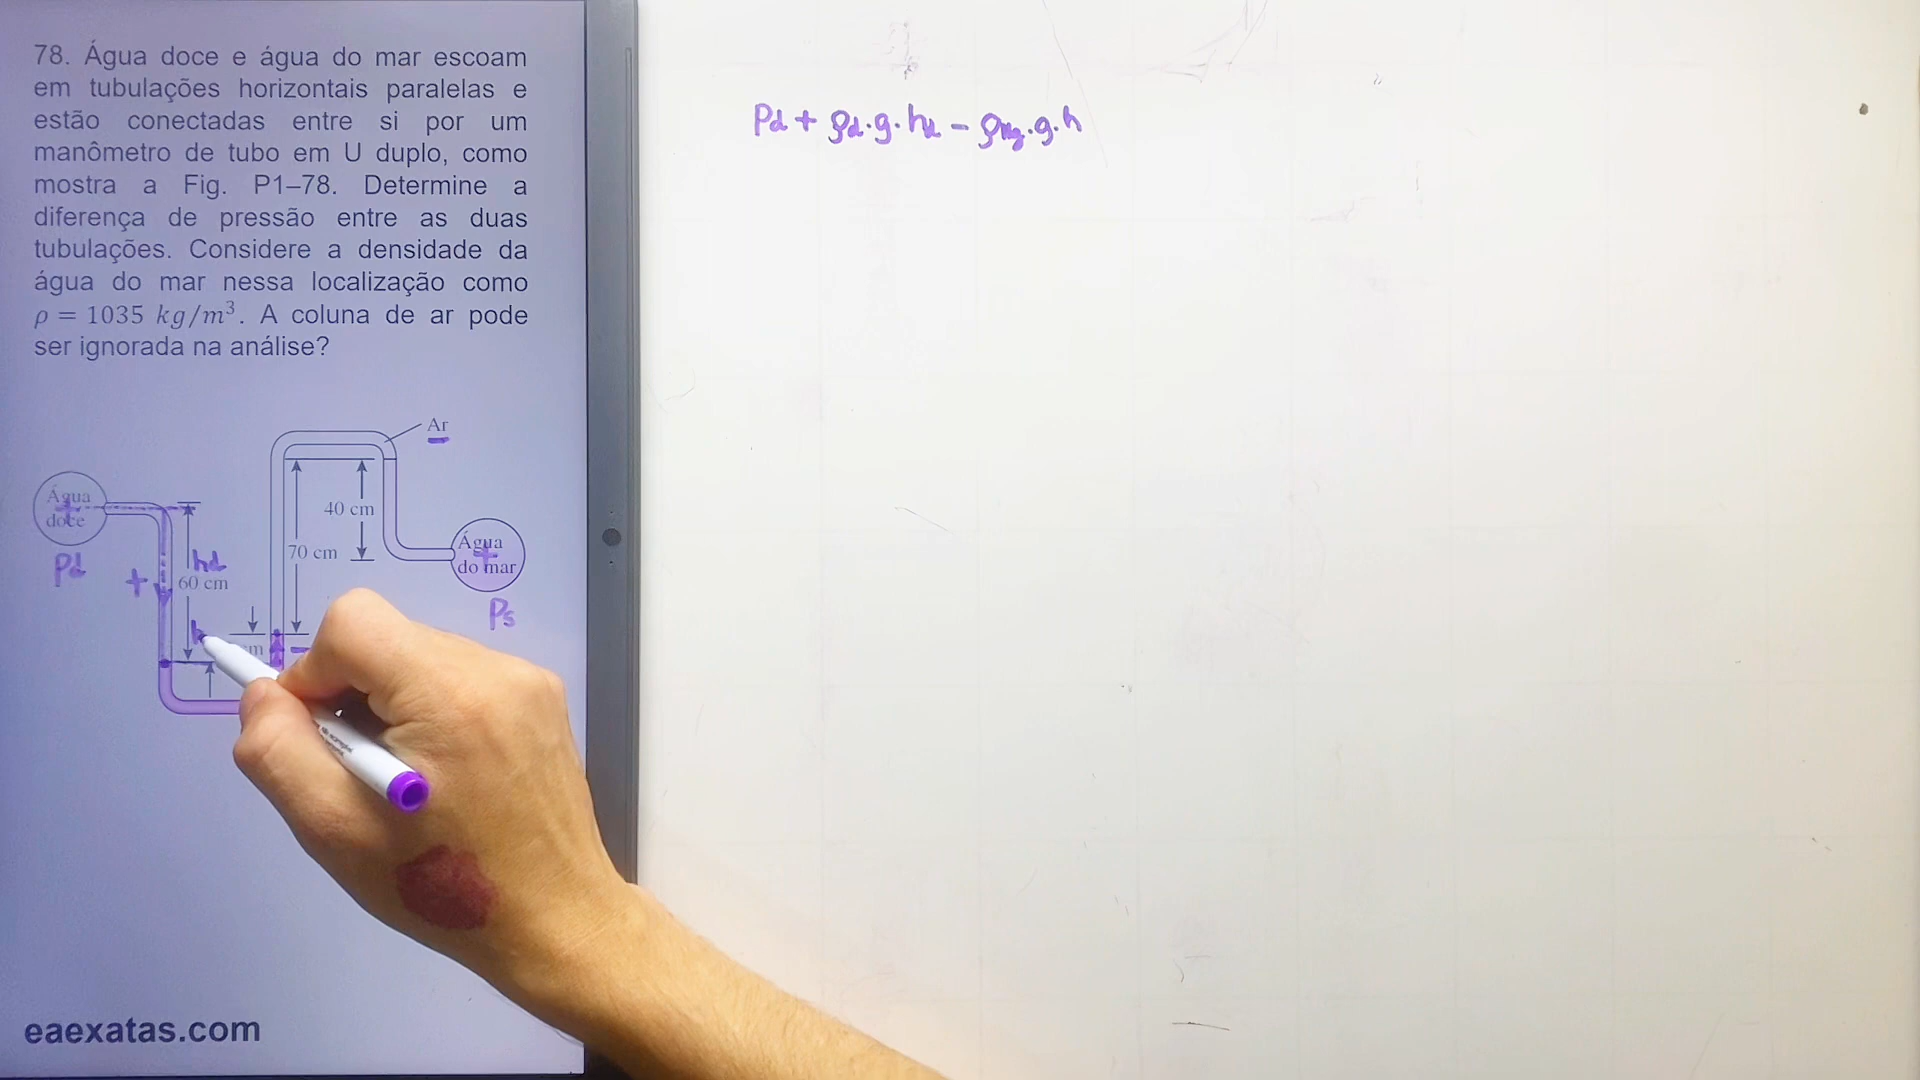 78. Água doce e água do mar escoam
em tubulações horizontais paralelas e
estão conectadas entre si por um
manômetro de tubo em U duplo, como
mostra a Fig. P1–78. Determine a
diferença de pressão entre as duas
tubulações. Considere a densidade da
água do mar nessa localização como
ρ = 1035 kg/m³. A coluna de ar pode
ser ignorada na análise?
Pd + ρd.g.hd - ρHg.g.h
Ar
Água
doce
40 cm
Pd
hd
+
60 cm
70 cm
Água
do mar
Ps
h
m
-
eaexatas.com